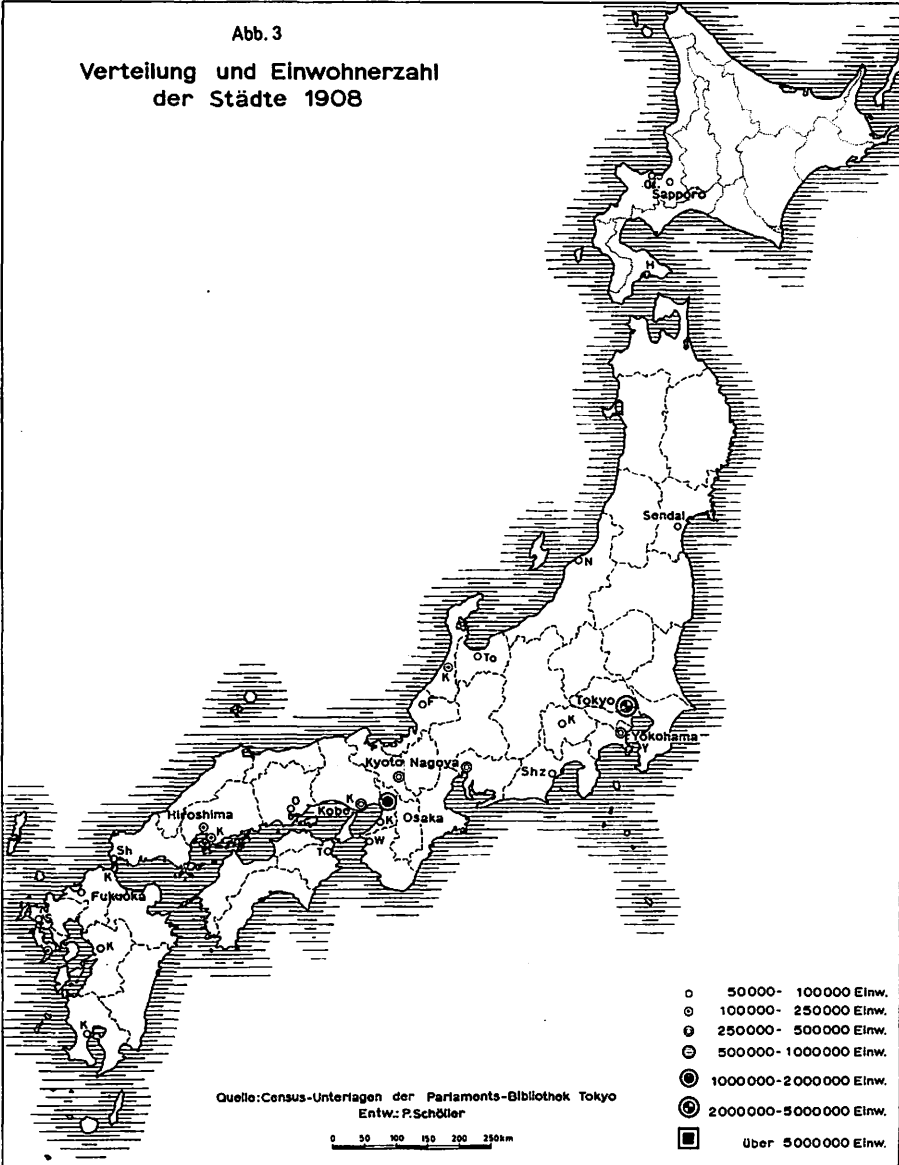 Abb. 3
Verteilung und Einwohnerzahl
der Städte 1908
Sapporo
H
Sendai
N
To
K
F
Tokyo
K
Yokohama
Y
Kyoto Nagoya
Shz
O
Kobe
K
Hiroshima
K
K
Osaka
Sh
W
T
K
Fukuoka
S
K
K
50000- 100000 Einw.
100000- 250000 Einw.
250000- 500000 Einw.
500000-1000000 Einw.
1000000-2000000 Einw.
2000000-5000000 Einw.
über 5000000 Einw.
Quelle:Census-Unterlagen der Parlaments-Bibliothek Tokyo
Entw.: P.Schöller
0 50 100 150 200 250km